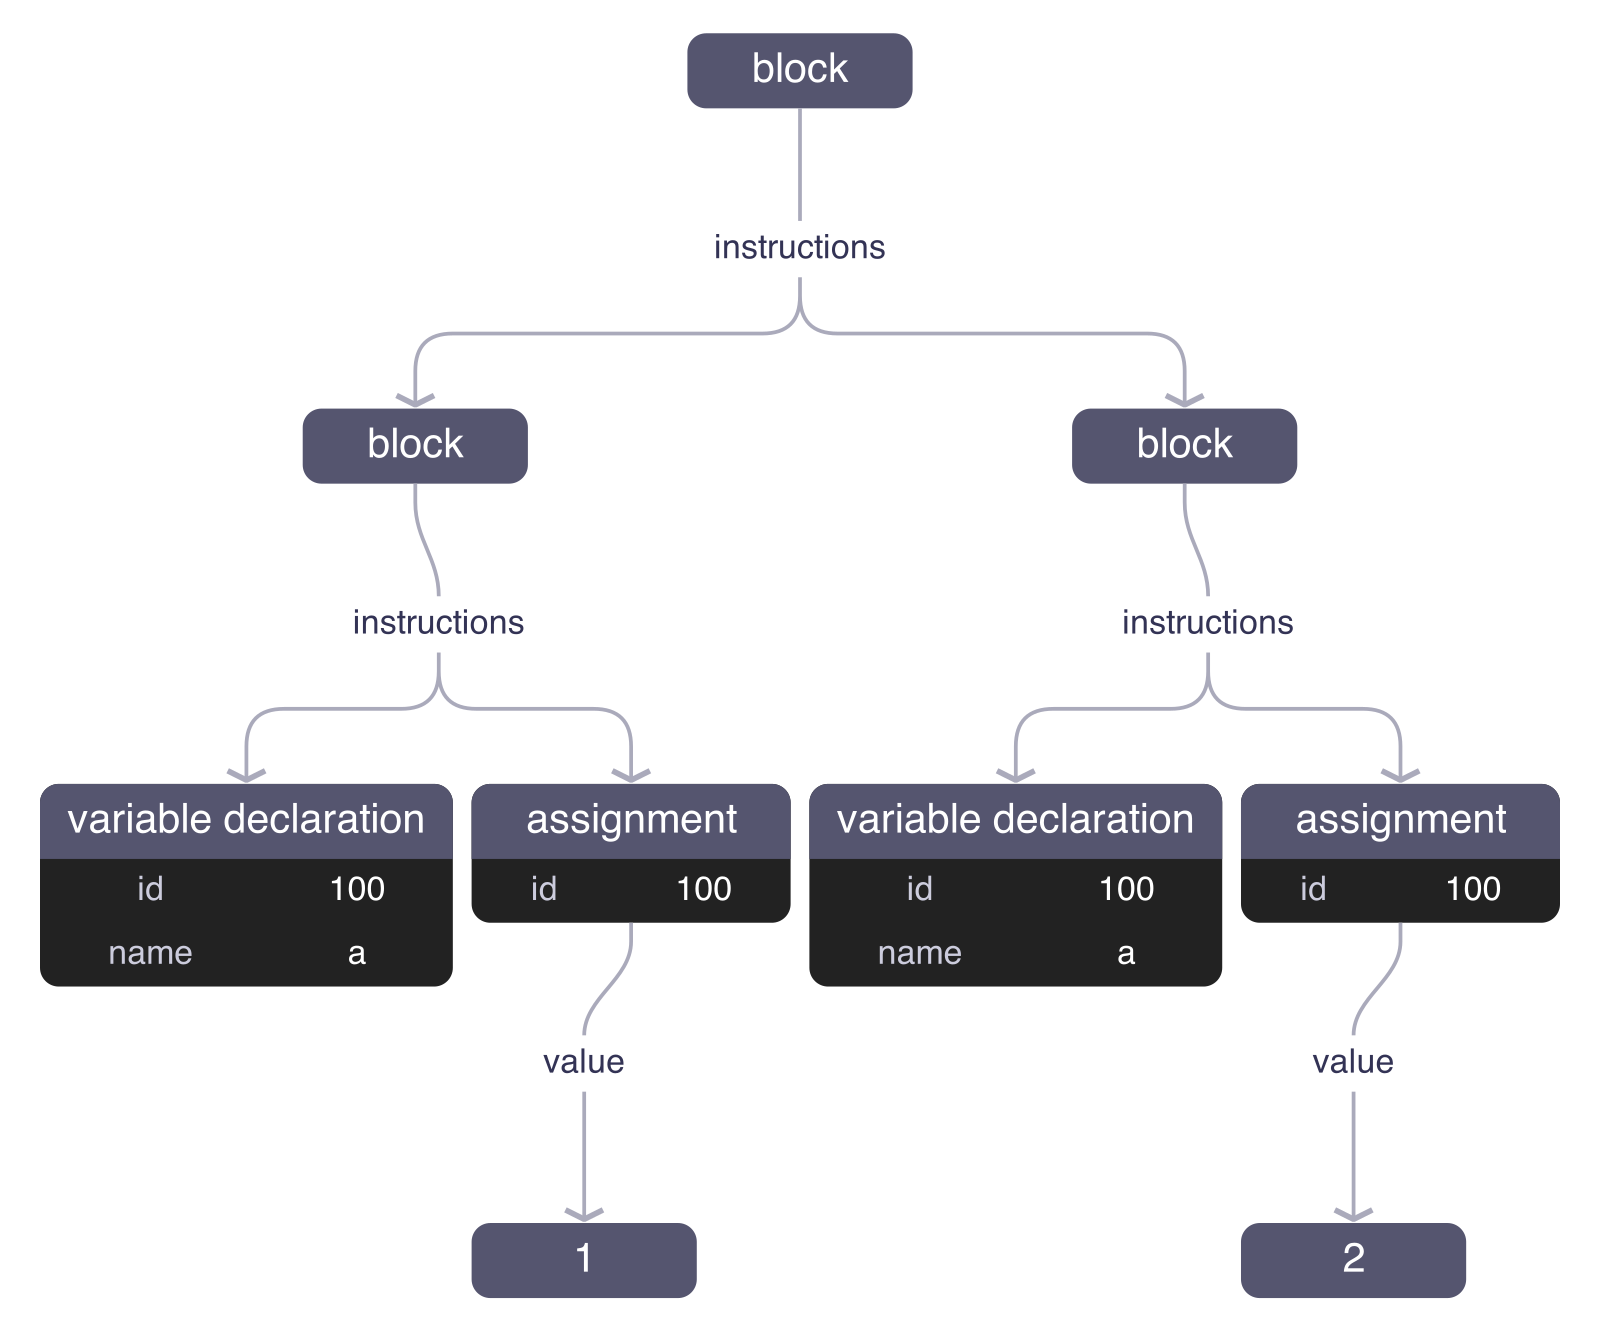 block
instructions
block
block
instructions
instructions
variable declaration
id 100
name a
assignment
id 100
variable declaration
id 100
name a
assignment
id 100
value
value
1
2